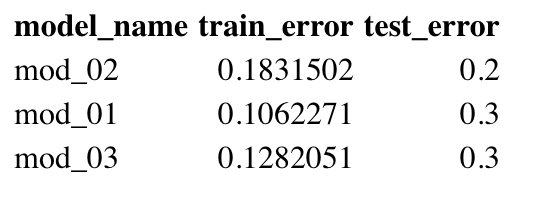 model_name train_error test_error
mod_02 0.1831502 0.2
mod_01 0.1062271 0.3
mod_03 0.1282051 0.3